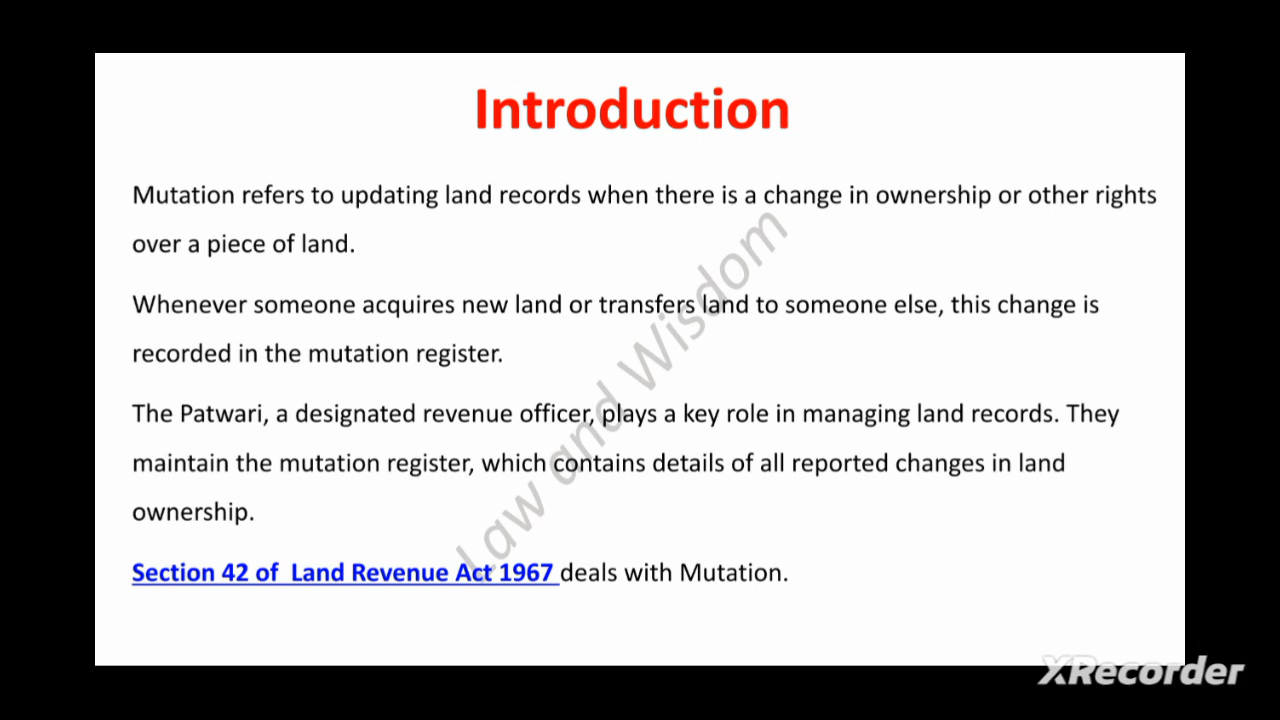 Introduction
Mutation refers to updating land records when there is a change in ownership or other rights
over a piece of land.
Whenever someone acquires new land or transfers land to someone else, this change is
recorded in the mutation register.
The Patwari, a designated revenue officer, plays a key role in managing land records. They
maintain the mutation register, which contains details of all reported changes in land
ownership.
Section 42 of  Land Revenue Act 1967 deals with Mutation.
Law and Wisdom
XRecorder